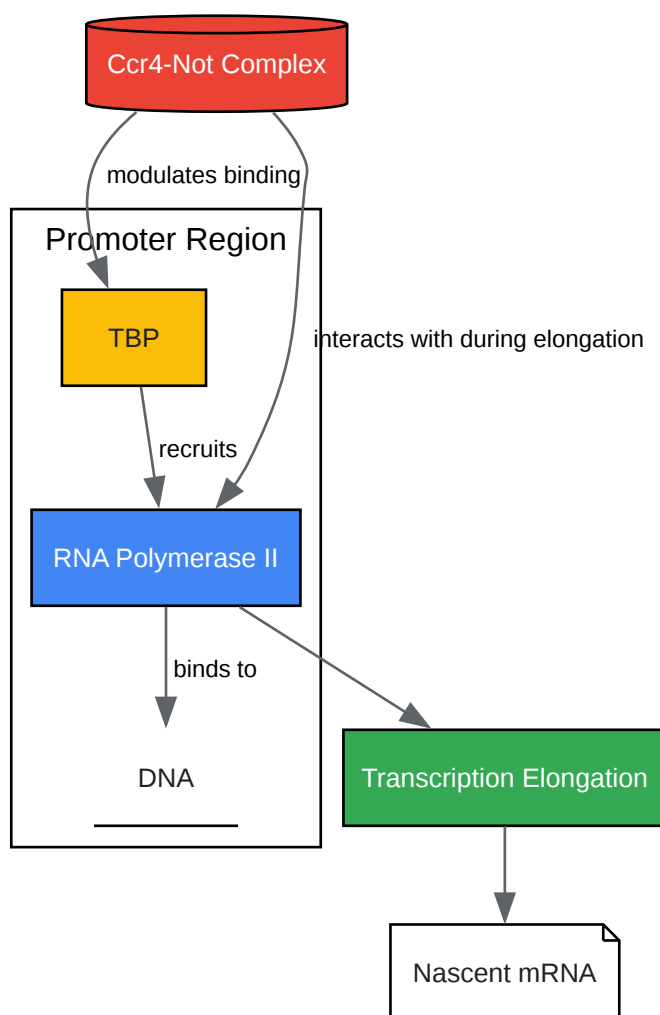 Ccr4-Not Complex
modulates binding
Promoter Region
TBP
interacts with during elongation
recruits
RNA Polymerase II
binds to
DNA
Transcription Elongation
Nascent mRNA